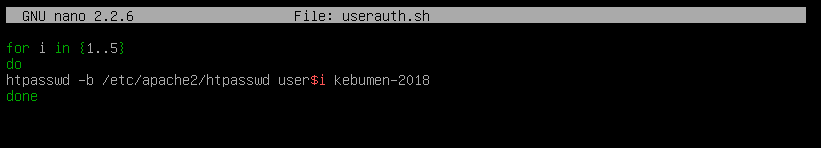 GNU nano 2.2.6 File: userauth.sh
for i in {1..5}
do
htpasswd -b /etc/apache2/htpasswd user$i kebumen-2018
done